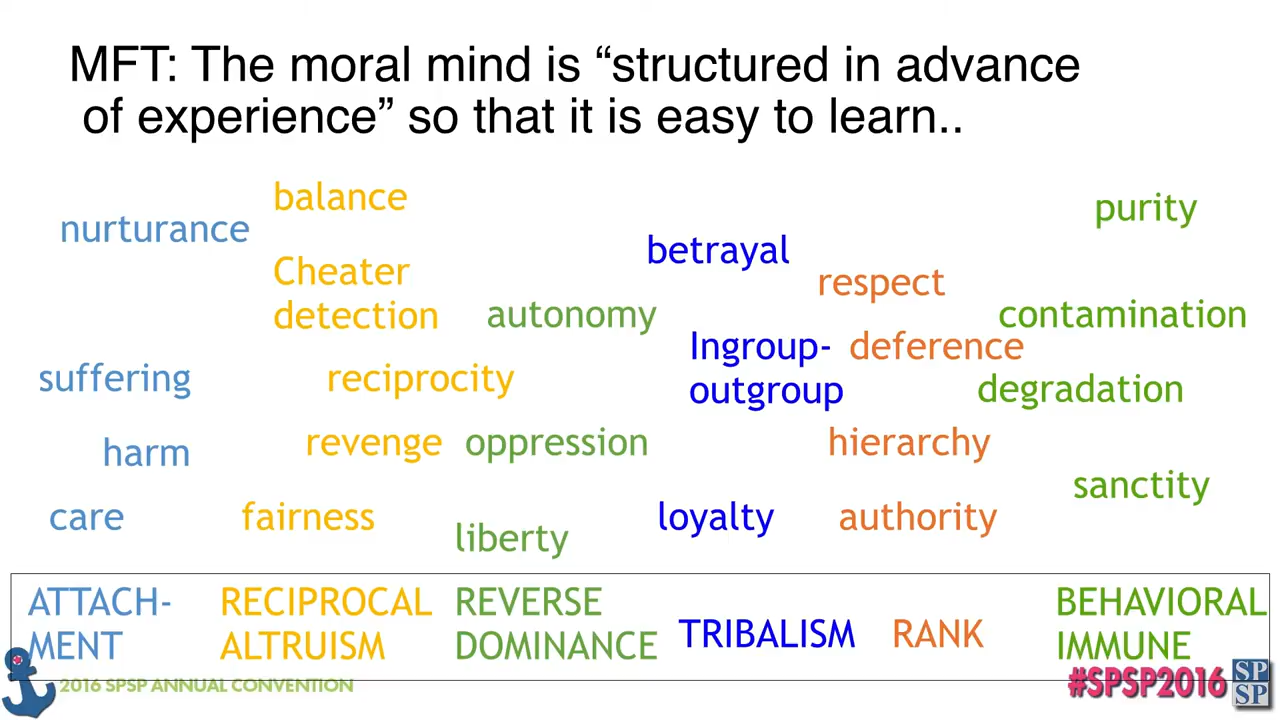 MFT: The moral mind is “structured in advance
of experience” so that it is easy to learn..
balance
nurturance
purity
betrayal
respect
Cheater
detection
autonomy
contamination
Ingroup-
outgroup
deference
suffering
reciprocity
degradation
harm
revenge
oppression
hierarchy
sanctity
care
fairness
liberty
loyalty
authority
ATTACH-
MENT
RECIPROCAL
ALTRUISM
REVERSE
DOMINANCE
TRIBALISM
RANK
BEHAVIORAL
IMMUNE
2016 SPSP ANNUAL CONVENTION
#SPSP2016
SP
SP